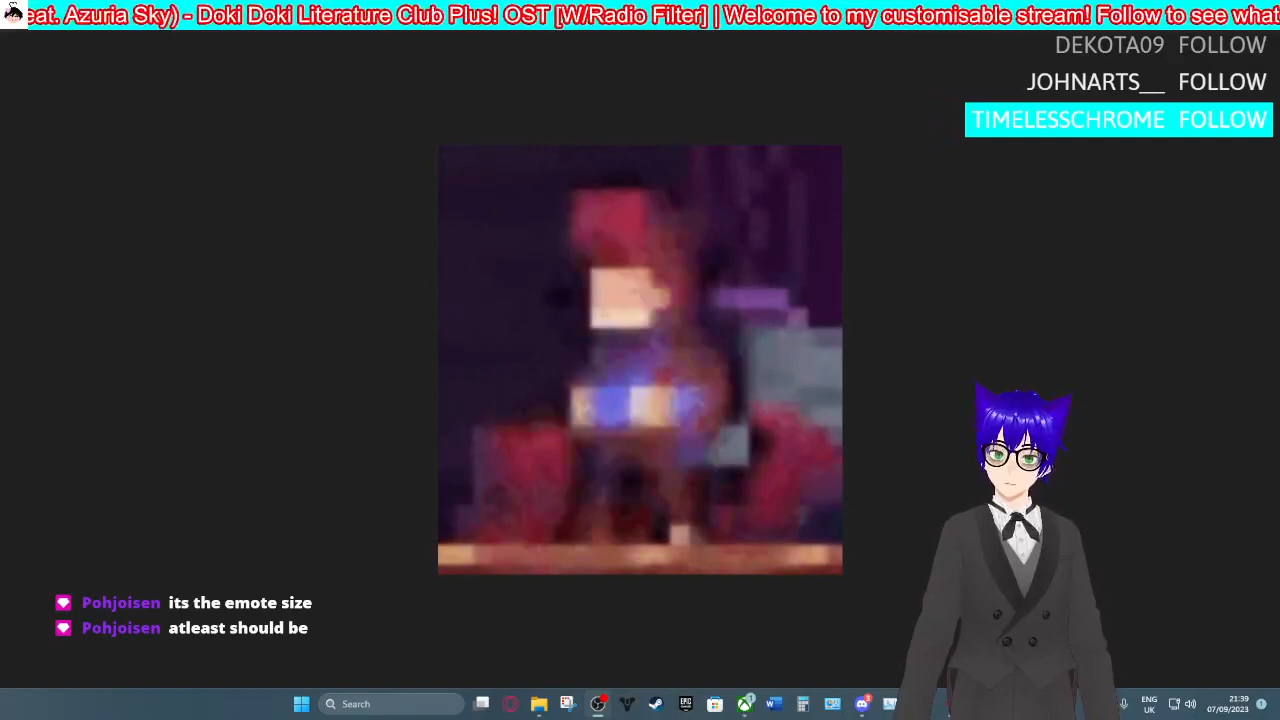 eat. Azuria Sky) - Doki Doki Literature Club Plus! OST [W/Radio Filter] | Welcome to my customisable stream! Follow to see what
DEKOTA09 FOLLOW
JOHNARTS__ FOLLOW
TIMELESSCHROME FOLLOW
Pohjoisen its the emote size
Pohjoisen atleast should be
Search
ENG
UK
21:39
07/09/2023